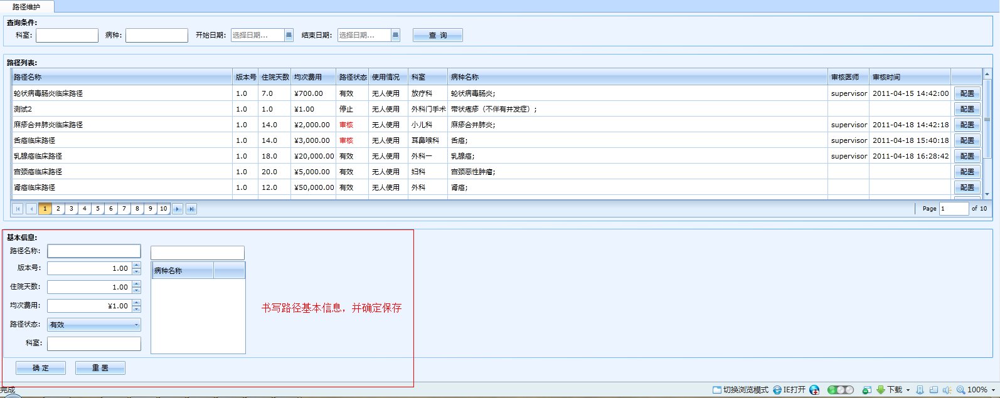 路径维护
查询条件:
科室: 病种: 开始日期: 选择日期... 结束日期: 选择日期... 查 询
路径列表:
路径名称 版本号 住院天数 均次费用 路径状态 使用情况 科室 病种名称 审核医师 审核时间
轮状病毒肠炎临床路径 1.0 7.0 ¥700.00 有效 无人使用 放疗科 轮状病毒肠炎; supervisor 2011-04-15 14:42:00 配置
测试2 1.0 1.0 ¥1.00 停止 无人使用 外科门手术 带状疱疹（不伴有并发症）; 配置
麻疹合并肺炎临床路径 1.0 14.0 ¥2,000.00 审核 无人使用 小儿科 麻疹合并肺炎; supervisor 2011-04-18 14:42:18 配置
舌癌临床路径 1.0 14.0 ¥3,000.00 审核 无人使用 耳鼻喉科 舌癌; supervisor 2011-04-18 15:40:18 配置
乳腺癌临床路径 1.0 18.0 ¥20,000.00 有效 无人使用 外科一 乳腺癌; supervisor 2011-04-18 16:28:42 配置
宫颈癌临床路径 1.0 20.0 ¥5,000.00 有效 无人使用 妇科 宫颈恶性肿瘤; 配置
肾癌临床路径 1.0 12.0 ¥50,000.00 有效 无人使用 外科 肾癌; 配置
1 2 3 4 5 6 7 8 9 10 Page 1 of 10
基本信息:
路径名称:
版本号: 1.00 病种名称
住院天数: 1.00
均次费用: ¥1.00 书写路径基本信息，并确定保存
路径状态: 有效
科室:
确 定 重 置
完成 切换浏览模式 IE打开 下载 100%